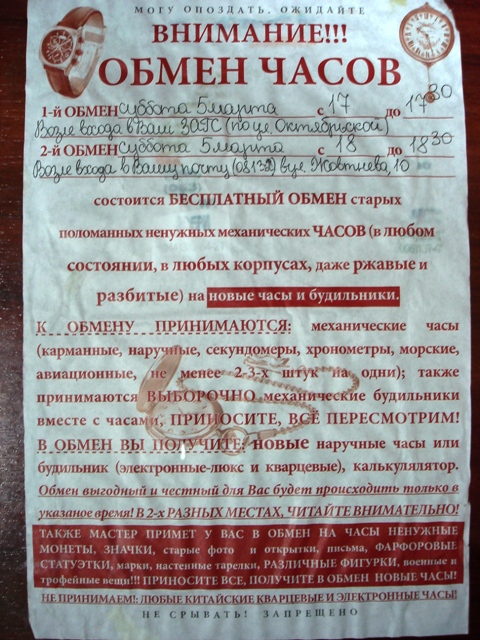 МОГУ ОПОЗДАТЬ, ОЖИДАЙТЕ
ВНИМАНИЕ!!!
ОБМЕН ЧАСОВ
1-й ОБМЕН суббота 5 марта с 17 до 17 30
Возле входа в Ваш ЗАГС (по ул. Октябрьской)
2-й ОБМЕН суббота 5 марта с 18 до 18 30
Возле входа в Вашу почту (08132) вул. Жовтнева, 10
состоится БЕСПЛАТНЫЙ ОБМЕН старых
поломанных ненужных механических ЧАСОВ (в любом
состоянии, в любых корпусах, даже ржавые и
разбитые) на новые часы и будильники.
К ОБМЕНУ ПРИНИМАЮТСЯ: механические часы
(карманные, наручные, секундомеры, хронометры, морские,
авиационные, не менее 2-3-х штук на одни); также
принимаются ВЫБОРОЧНО механические будильники
вместе с часами, ПРИНОСИТЕ, ВСЁ ПЕРЕСМОТРИМ!
В ОБМЕН ВЫ ПОЛУЧИТЕ: новые наручные часы или
будильник (электронные-люкс и кварцевые), калькулялятор.
Обмен выгодный и честный для Вас будет происходить только в
указаное время! В 2-х РАЗНЫХ МЕСТАХ, ЧИТАЙТЕ ВНИМАТЕЛЬНО!
ТАКЖЕ МАСТЕР ПРИМЕТ У ВАС В ОБМЕН НА ЧАСЫ НЕНУЖНЫЕ
МОНЕТЫ, ЗНАЧКИ, старые фото и открытки, письма, ФАРФОРОВЫЕ
СТАТУЭТКИ, марки, настенные тарелки, РАЗЛИЧНЫЕ ФИГУРКИ, военные и
трофейные вещи!!! ПРИНОСИТЕ ВСЕ, ПОЛУЧИТЕ В ОБМЕН НОВЫЕ ЧАСЫ!
НЕ ПРИНИМАЕМ!: ЛЮБЫЕ КИТАЙСКИЕ КВАРЦЕВЫЕ И ЭЛЕКТРОННЫЕ ЧАСЫ!
НЕ СРЫВАТЬ! ЗАПРЕЩЕНО